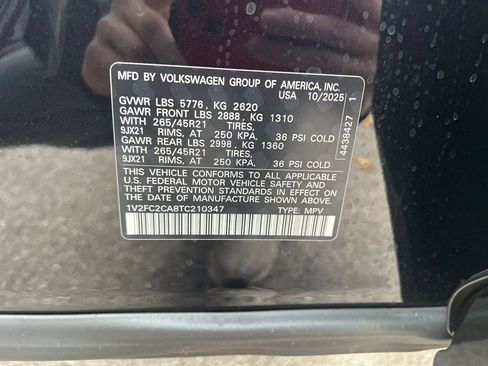 MFD BY VOLKSWAGEN GROUP OF AMERICA, INC.
USA 10/2025
GVWR LBS 5776, KG 2620
GAWR FRONT LBS 2888, KG 1310
WITH 265/45R21 TIRES,
9JX21 RIMS, AT 250 KPA, 36 PSI COLD
GAWR REAR LBS 2998, KG 1360
WITH 265/45R21 TIRES,
9JX21 RIMS, AT 250 KPA, 36 PSI COLD
THIS VEHICLE CONFORMS TO ALL APPLICABLE
U.S. FEDERAL MOTOR VEHICLE SAFETY AND
THEFT PREVENTION STANDARDS IN EFFECT ON
THE DATE OF MANUFACTURE SHOWN ABOVE.
1V2FC2CA8TC210347 TYPE: MPV
4438427 1